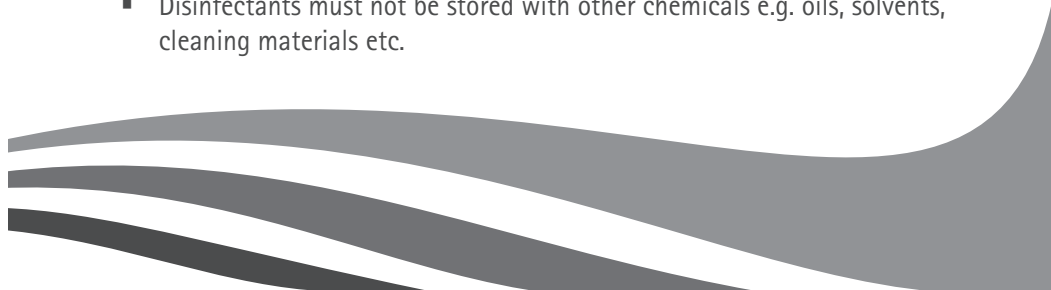 ▪ Disinfectants must not be stored with other chemicals e.g. oils, solvents,
cleaning materials etc.